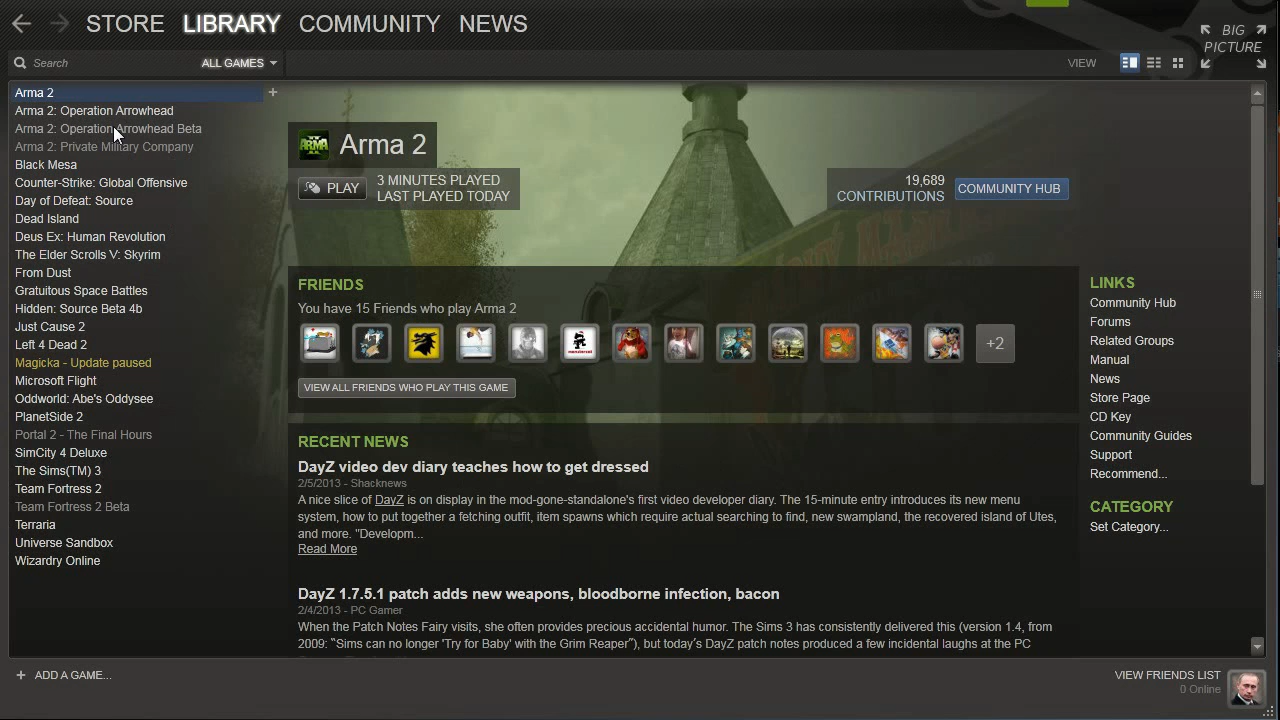 STORE LIBRARY COMMUNITY NEWS
BIG PICTURE
Search ALL GAMES
VIEW
Arma 2 +
Arma 2: Operation Arrowhead
Arma 2: Operation Arrowhead Beta
Arma 2: Private Military Company
Black Mesa
Counter-Strike: Global Offensive
Day of Defeat: Source
Dead Island
Deus Ex: Human Revolution
The Elder Scrolls V: Skyrim
From Dust
Gratuitous Space Battles
Hidden: Source Beta 4b
Just Cause 2
Left 4 Dead 2
Magicka - Update paused
Microsoft Flight
Oddworld: Abe's Oddysee
PlanetSide 2
Portal 2 - The Final Hours
SimCity 4 Deluxe
The Sims(TM) 3
Team Fortress 2
Team Fortress 2 Beta
Terraria
Universe Sandbox
Wizardry Online
Arma 2
PLAY
3 MINUTES PLAYED
LAST PLAYED TODAY
19,689
CONTRIBUTIONS
COMMUNITY HUB
FRIENDS
You have 15 Friends who play Arma 2
+2
VIEW ALL FRIENDS WHO PLAY THIS GAME
RECENT NEWS
DayZ video dev diary teaches how to get dressed
2/5/2013 - Shacknews
A nice slice of DayZ is on display in the mod-gone-standalone's first video developer diary. The 15-minute entry introduces its new menu
system, how to put together a fetching outfit, item spawns which require actual searching to find, new swampland, the recovered island of Utes,
and more. "Developm...
Read More
DayZ 1.7.5.1 patch adds new weapons, bloodborne infection, bacon
2/4/2013 - PC Gamer
When the Patch Notes Fairy visits, she often provides precious accidental humor. The Sims 3 has consistently delivered this (version 1.4, from
2009: “Sims can no longer 'Try for Baby' with the Grim Reaper”), but today’s DayZ patch notes produced a few incidental laughs at the PC
LINKS
Community Hub
Forums
Related Groups
Manual
News
Store Page
CD Key
Community Guides
Support
Recommend...
CATEGORY
Set Category...
+ ADD A GAME...
VIEW FRIENDS LIST
0 Online